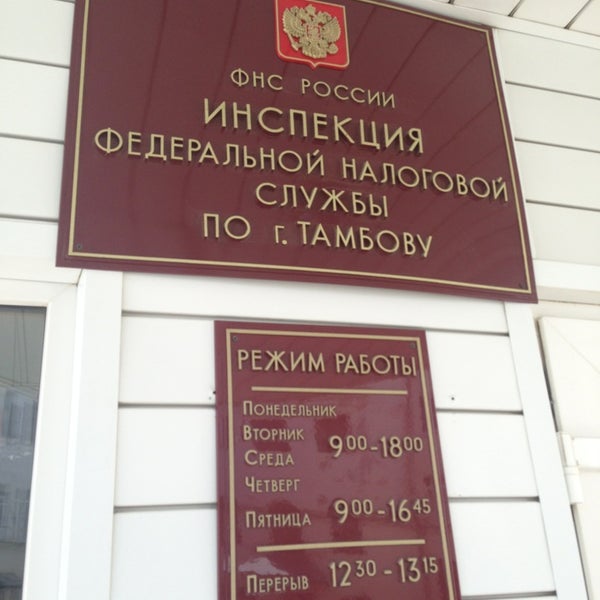 ФНС РОССИИ
ИНСПЕКЦИЯ
ФЕДЕРАЛЬНОЙ НАЛОГОВОЙ
СЛУЖБЫ
ПО г. ТАМБОВУ
РЕЖИМ РАБОТЫ
ПОНЕДЕЛЬНИК
ВТОРНИК
СРЕДА 9⁰⁰-18⁰⁰
ЧЕТВЕРГ
ПЯТНИЦА 9⁰⁰-16⁴⁵
ПЕРЕРЫВ 12³⁰-13¹⁵